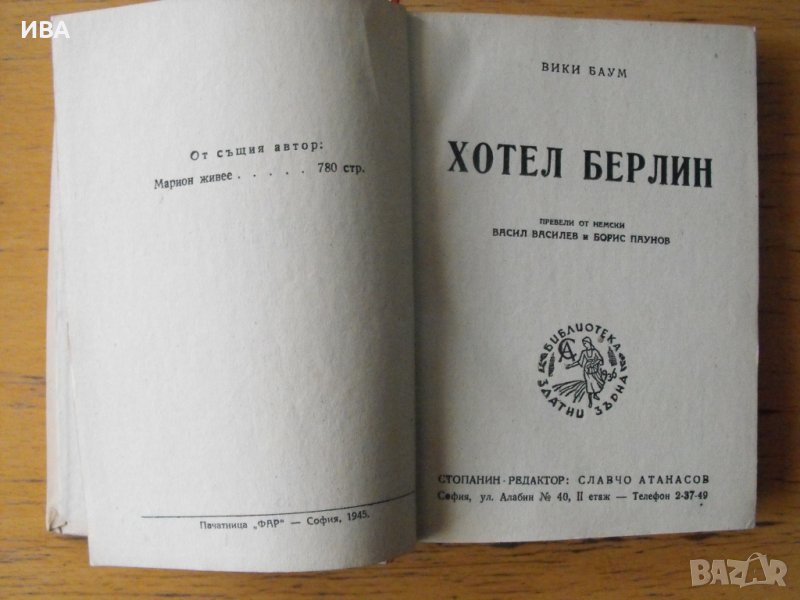 ИВА
От същия автор:
Марион живее . . . . . 780 стр.
Печатница „ФАР" — София, 1945.
ВИКИ БАУМ
ХОТЕЛ БЕРЛИН
ПРЕВЕЛИ ОТ НЕМСКИ
ВАСИЛ ВАСИЛЕВ и БОРИС ПАУНОВ
БИБЛИОТЕКА
1936
ЗЛАТНИ ЗЪРНА
СТОПАНИН - РЕДАКТОР: СЛАВЧО АТАНАСОВ
София, ул. Алабин № 40, II етаж — Телефон 2-37-49
BAZAR